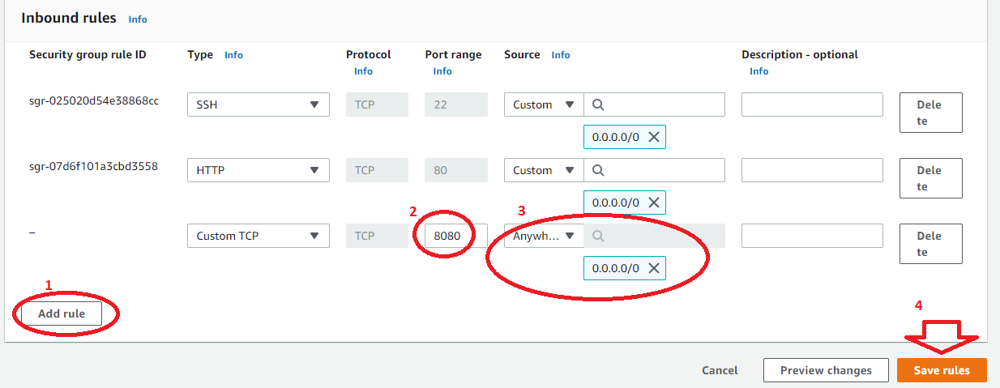 Inbound rules Info
Security group rule ID Type Info Protocol Info Port range Info Source Info Description - optional Info
sgr-025020d54e38868cc SSH TCP 22 Custom Delete
0.0.0.0/0
sgr-07d6f101a3cbd3558 HTTP TCP 80 Custom Delete
0.0.0.0/0
2 3
– Custom TCP TCP 8080 Anywh... Delete
0.0.0.0/0
1
Add rule
4
Cancel Preview changes Save rules